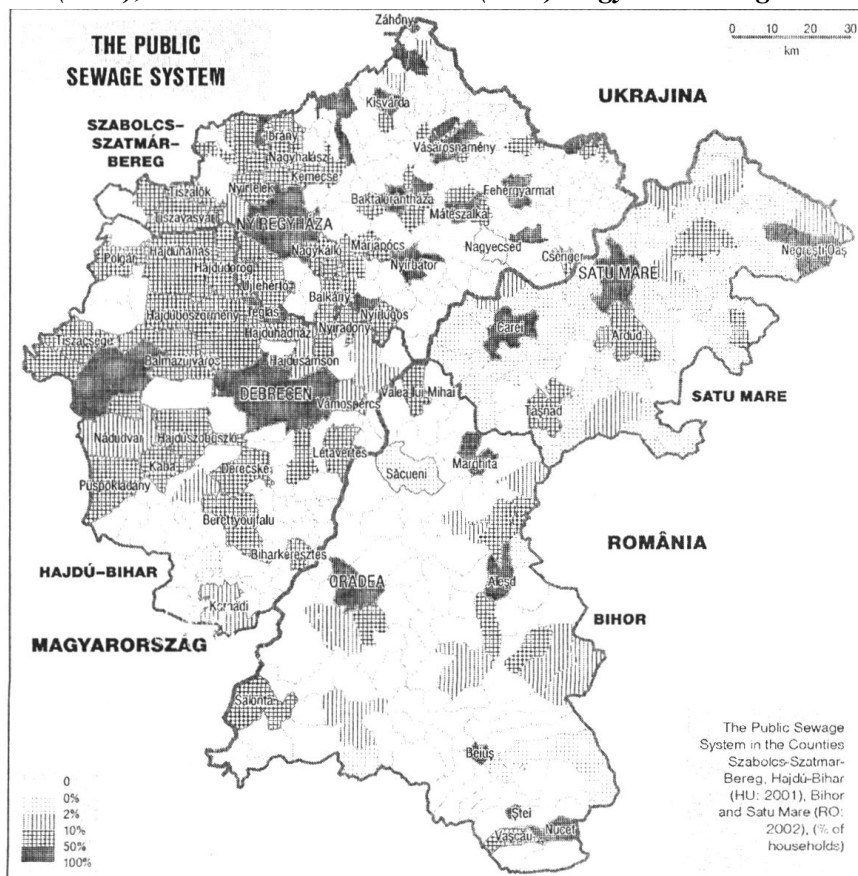 THE PUBLIC
SEWAGE SYSTEM
0 10 20 30
km
Záhony
UKRAJINA
SZABOLCS-
SZATMÁR-
BEREG
Kisvárda
Ibrány
Nagyhalász
Vásárosnamény
Kemecse
Nyírtelek
Tiszalök
Baktalórántháza
Fehérgyarmat
Tiszavasvári
NYÍREGYHÁZA
Mátészalka
Nagykálló
Máriapócs
Nagyecsed
Polgár
Hajdúnánás
Nyírbátor
Csenger
Negrești-Oaș
Hajdúdorog
Újfehértó
SATU MARE
Balkány
Hajdúböszörmény
Téglás
Nyírlugos
Nyíradony
Carei
Hajdúhadház
Ardud
Tiszacsege
Balmazújváros
Hajdúsámson
DEBRECEN
Valea lui Mihai
SATU MARE
Vámospércs
Tășnad
Nádudvar
Hajdúszoboszló
Létavértes
Marghita
Kaba
Derecske
Săcueni
Püspökladány
Berettyóújfalu
ROMÂNIA
Biharkeresztes
HAJDÚ-BIHAR
ORADEA
Aleșd
Komádi
BIHOR
MAGYARORSZÁG
Salonta
Beiuș
Ștei
Vașcău
Nucet
0
0%
2%
10%
50%
100%
The Public Sewage
System in the Counties
Szabolcs-Szatmar-
Bereg, Hajdú-Bihar
(HU: 2001), Bihor
and Satu Mare (RO:
2002), (% of
households)